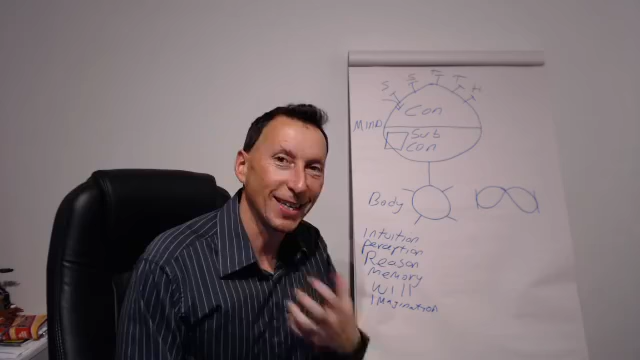 S S T T H
Con
Mind
Sub
Con
Body
Intuition
Perception
Reason
Memory
Will
Imagination